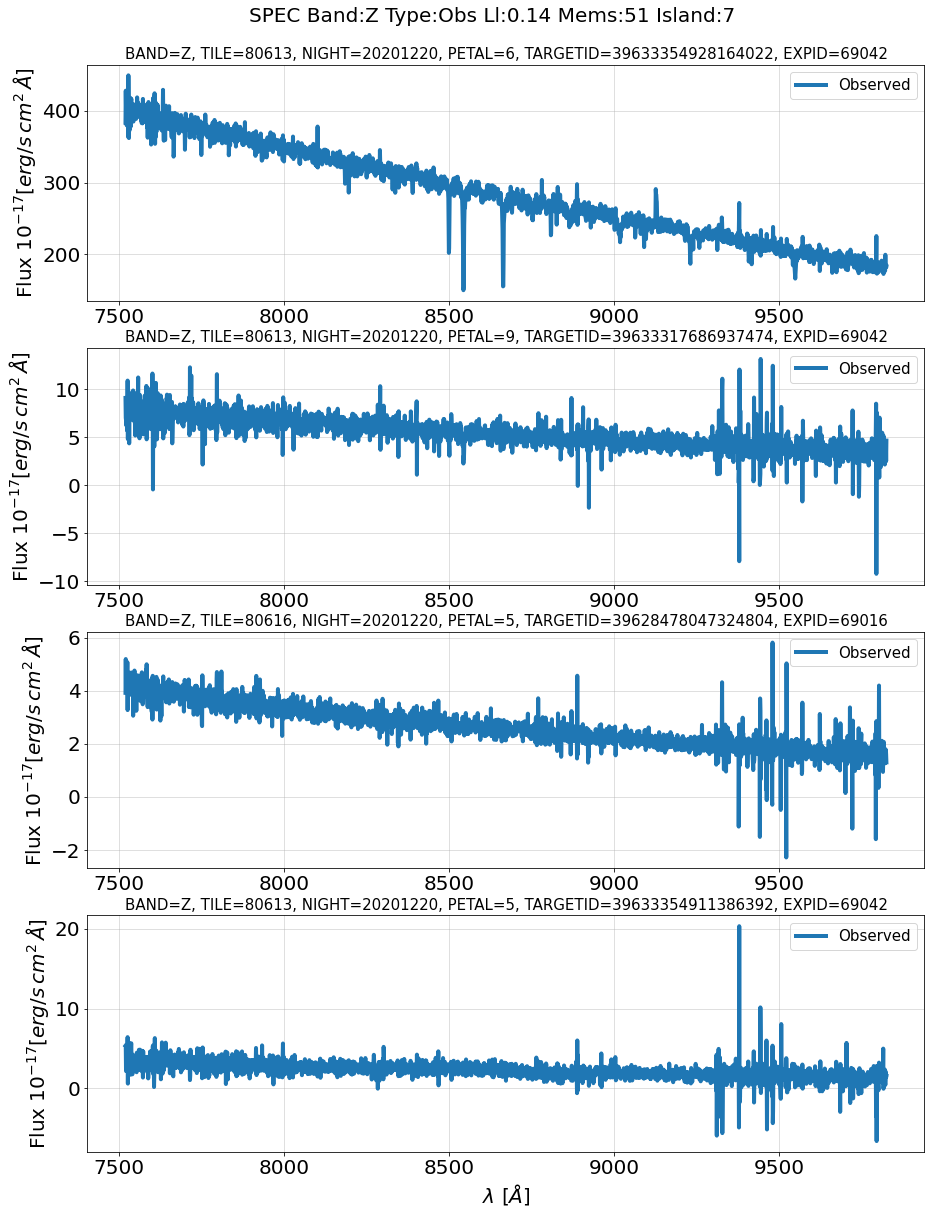 SPEC Band:Z Type:Obs Ll:0.14 Mems:51 Island:7
BAND=Z, TILE=80613, NIGHT=20201220, PETAL=6, TARGETID=39633354928164022, EXPID=69042
Observed
Flux 10^{-17}[erg/s cm^2 Å]
400
300
200
7500 8000 8500 9000 9500
BAND=Z, TILE=80613, NIGHT=20201220, PETAL=9, TARGETID=39633317686937474, EXPID=69042
Observed
Flux 10^{-17}[erg/s cm^2 Å]
10
5
0
−5
−10
7500 8000 8500 9000 9500
BAND=Z, TILE=80616, NIGHT=20201220, PETAL=5, TARGETID=39628478047324804, EXPID=69016
Observed
Flux 10^{-17}[erg/s cm^2 Å]
6
4
2
0
−2
7500 8000 8500 9000 9500
BAND=Z, TILE=80613, NIGHT=20201220, PETAL=5, TARGETID=39633354911386392, EXPID=69042
Observed
Flux 10^{-17}[erg/s cm^2 Å]
20
10
0
7500 8000 8500 9000 9500
λ [Å]